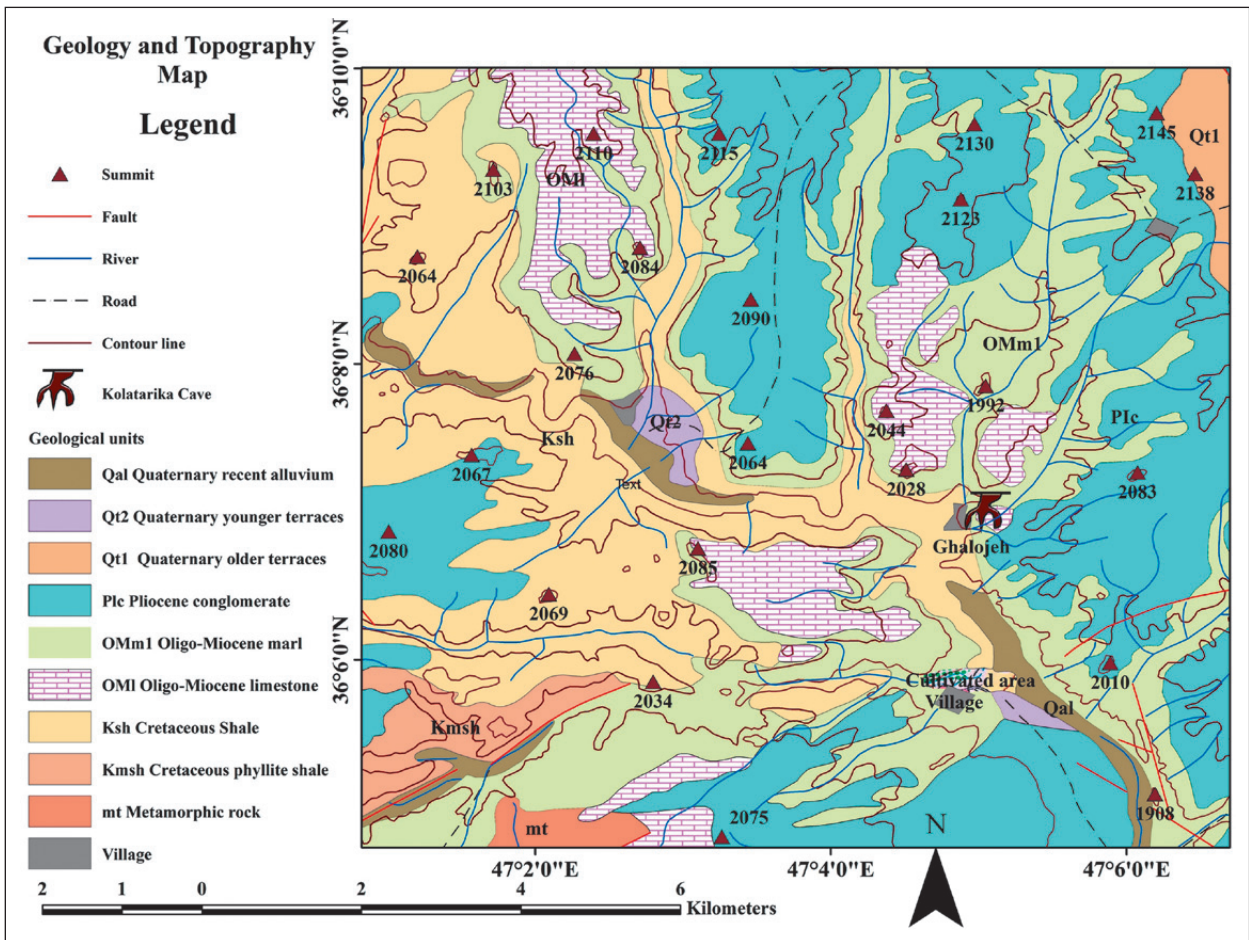 Geology and Topography
Map
Legend
Summit
Fault
River
Road
Contour line
Kolatarika Cave
Geological units
Qal Quaternary recent alluvium
Qt2 Quaternary younger terraces
Qt1 Quaternary older terraces
Plc Pliocene conglomerate
OMm1 Oligo-Miocene marl
OMl Oligo-Miocene limestone
Ksh Cretaceous Shale
Kmsh Cretaceous phyllite shale
mt Metamorphic rock
Village
2 1 0 2 4 6
Kilometers
36°10'0"N
36°8'0"N
36°6'0"N
2110
2115
2130
2145
Qt1
2103
OMl
2138
2123
2064
2084
2090
OMm1
2076
1992
Plc
Qt2
2044
Ksh
2064
2067
2028
2083
Text
2080
2085
Ghalojeh
2069
2010
Cultivated area
2034
Village
Qal
Kmsh
1908
mt
2075
N
47°2'0"E
47°4'0"E
47°6'0"E